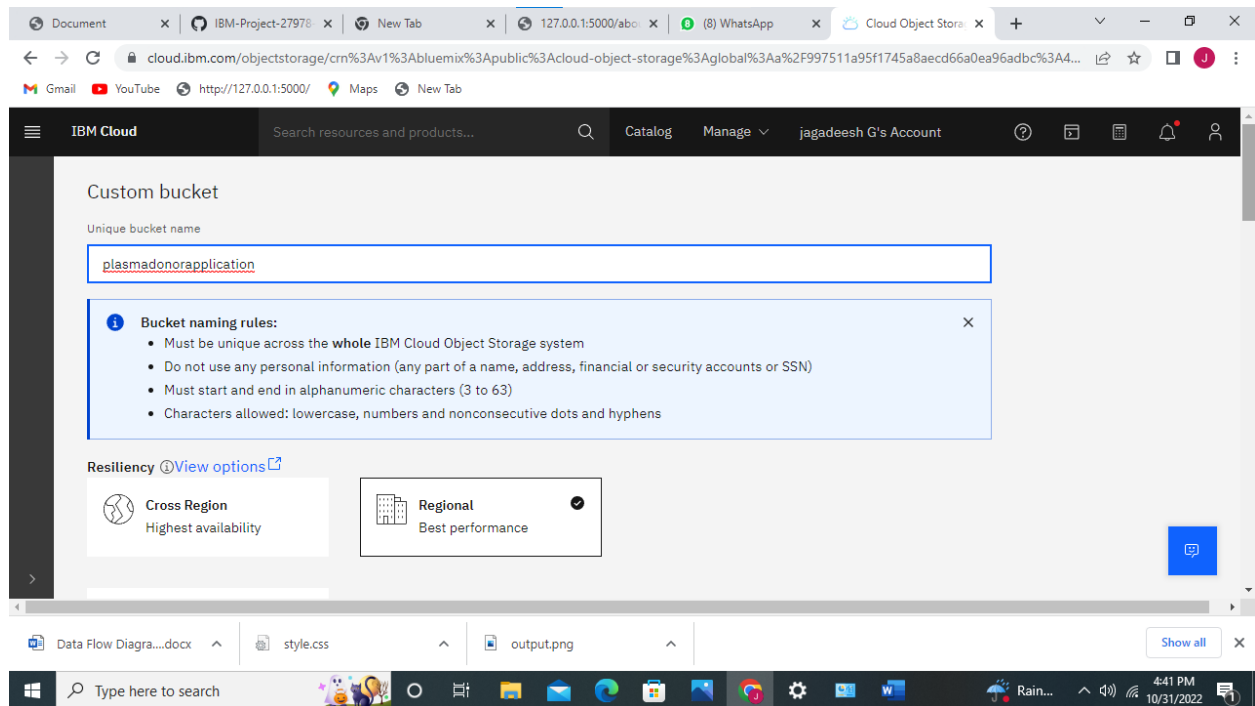 Document
IBM-Project-27978-
New Tab
127.0.0.1:5000/abou
(8) WhatsApp
Cloud Object Stora
cloud.ibm.com/objectstorage/crn%3Av1%3Abluemix%3Apublic%3Acloud-object-storage%3Aglobal%3Aa%2F997511a95f1745a8aecd66a0ea96adbc%3A4...
J
Gmail
YouTube
http://127.0.0.1:5000/
Maps
New Tab
IBM Cloud
Search resources and products...
Catalog
Manage
jagadeesh G's Account
Custom bucket
Unique bucket name
plasmadonorapplication
Bucket naming rules:
• Must be unique across the whole IBM Cloud Object Storage system
• Do not use any personal information (any part of a name, address, financial or security accounts or SSN)
• Must start and end in alphanumeric characters (3 to 63)
• Characters allowed: lowercase, numbers and nonconsecutive dots and hyphens
Resiliency View options
Cross Region
Highest availability
Regional
Best performance
Data Flow Diagra....docx
style.css
output.png
Show all
Type here to search
Rain...
4:41 PM
10/31/2022